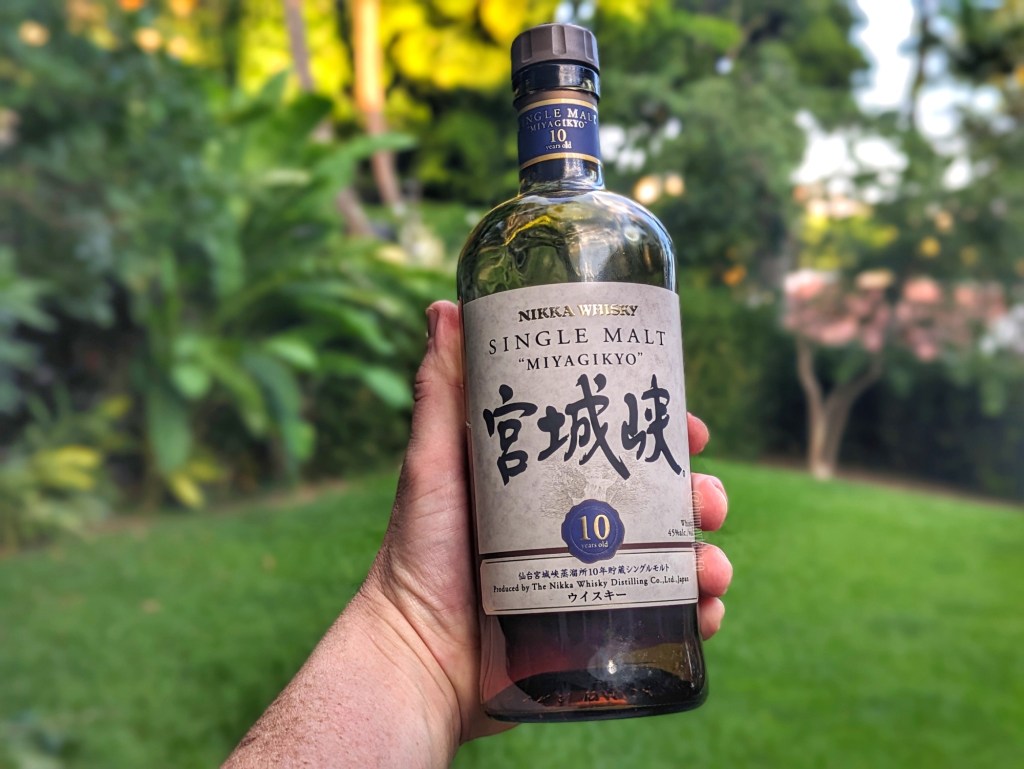 SINGLE MALT
"MIYAGIKYO"
10
years old
NIKKA WHISKY
SINGLE MALT
"MIYAGIKYO"
宮城峡
10
years old
45%alc.
仙台宮城峡蒸溜所10年貯蔵シングルモルト
Produced by The Nikka Whisky Distilling Co.,Ltd.,Japan
ウイスキー